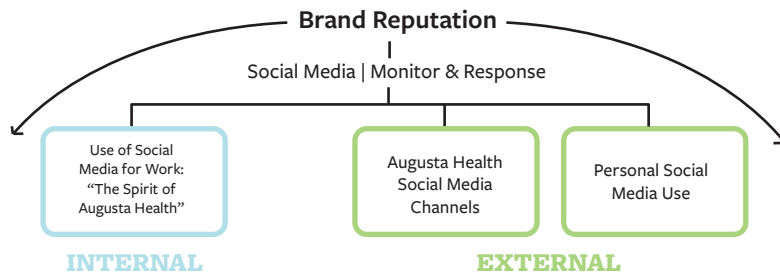 Brand Reputation
Social Media | Monitor & Response
Use of Social
Media for Work:
“The Spirit of
Augusta Health”
Augusta Health
Social Media
Channels
Personal Social
Media Use
INTERNAL
EXTERNAL